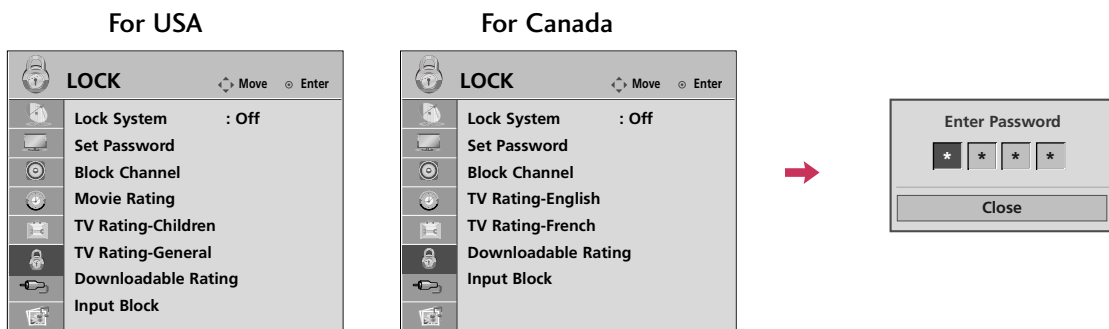 For USA
LOCK Move Enter
Lock System : Off
Set Password
Block Channel
Movie Rating
TV Rating-Children
TV Rating-General
Downloadable Rating
Input Block
For Canada
LOCK Move Enter
Lock System : Off
Set Password
Block Channel
TV Rating-English
TV Rating-French
Downloadable Rating
Input Block
Enter Password
* * * *
Close